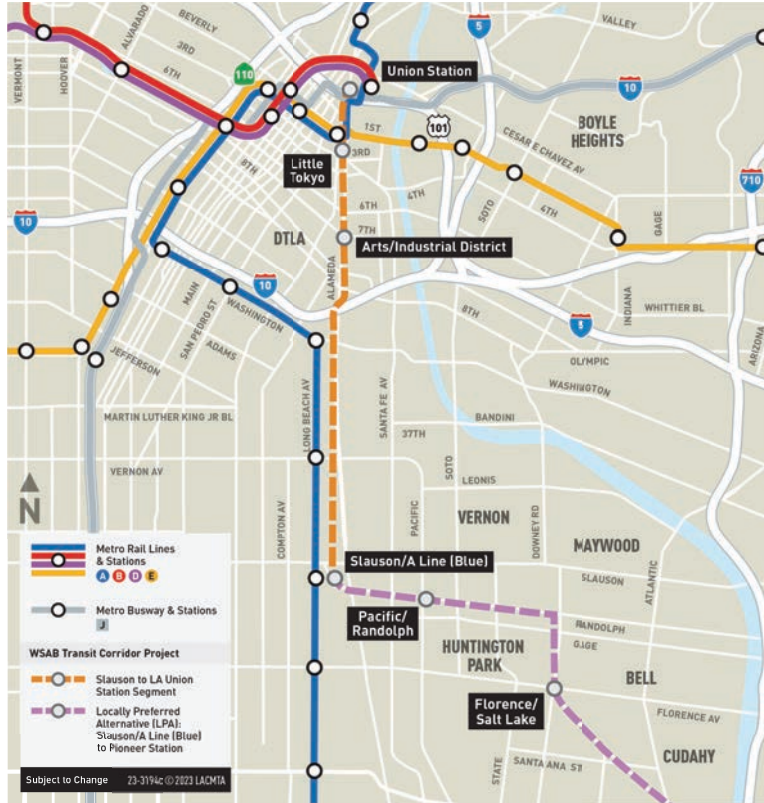 BEVERLY
VALLEY
5
ALVARADO
3RD
6TH
VERMONT
HOOVER
110
Union Station
10
101
1ST
CESAR E CHAVEZ AV
BOYLE
HEIGHTS
Little
Tokyo
3RD
8TH
4TH
6TH
SOTO
4TH
710
GAGE
10
DTLA
7TH
Arts/Industrial District
ALAMEDA
10
MAIN
SAN PEDRO ST
WASHINGTON
8TH
5
INDIANA
WHITTIER BL
ARIZONA
ADAMS
JEFFERSON
OLYMPIC
WASHINGTON
LONG BEACH AV
SANTA FE AV
MARTIN LUTHER KING JR BL
BANDINI
37TH
VERNON AV
SOTO
LEONIS
N
COMPTON AV
PACIFIC
VERNON
DOWNEY RD
MAYWOOD
Slauson/A Line (Blue)
SLAUSON
ATLANTIC
Pacific/
Randolph
RANDOLPH
GAGE
HUNTINGTON
PARK
BELL
Florence/
Salt Lake
FLORENCE AV
CUDAHY
STATE
SANTA ANA ST
Metro Rail Lines
& Stations
A B D E
Metro Busway & Stations
J
WSAB Transit Corridor Project
Slauson to LA Union
Station Segment
Locally Preferred
Alternative (LPA):
Slauson/A Line (Blue)
to Pioneer Station
Subject to Change 23-3194c © 2023 LACMTA